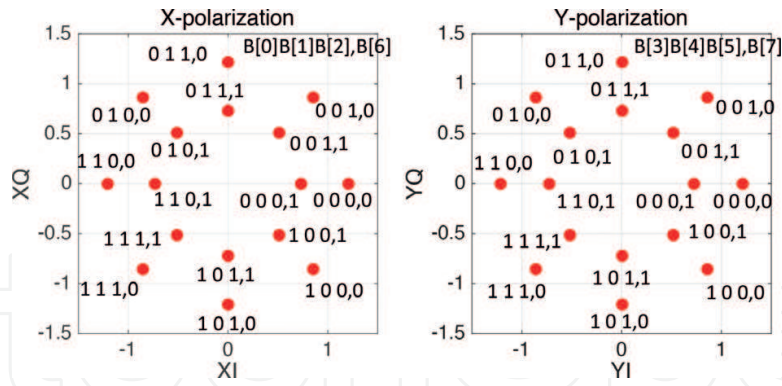 X-polarization
B[0]B[1]B[2],B[6]
1.5
0 1 1,0
1
0 1 1,1
0 1 0,0
0 0 1,0
0.5
0 1 0,1
0 0 1,1
1 1 0,0
XQ
0
1 1 0,1
0 0 0,1
0 0 0,0
-0.5
1 1 1,1
1 0 0,1
1 0 1,1
-1
1 1 1,0
1 0 0,0
1 0 1,0
-1.5
-1
0
1
XI
Y-polarization
B[3]B[4]B[5],B[7]
1.5
0 1 1,0
1
0 1 1,1
0 1 0,0
0 0 1,0
0.5
0 1 0,1
0 0 1,1
1 1 0,0
YQ
0
1 1 0,1
0 0 0,1
0 0 0,0
-0.5
1 1 1,1
1 0 0,1
1 0 1,1
-1
1 1 1,0
1 0 0,0
1 0 1,0
-1.5
-1
0
1
YI